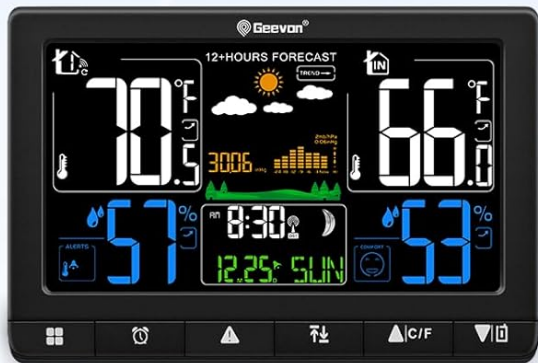 Geevon®
12+HOURS FORECAST
TREND
1
C
70.5 °F
IN
66.0 °F
30.06 inHg
ALERTS
57 %
AM 8:30
12.25 SUN
COMFORT
53 %
C/F